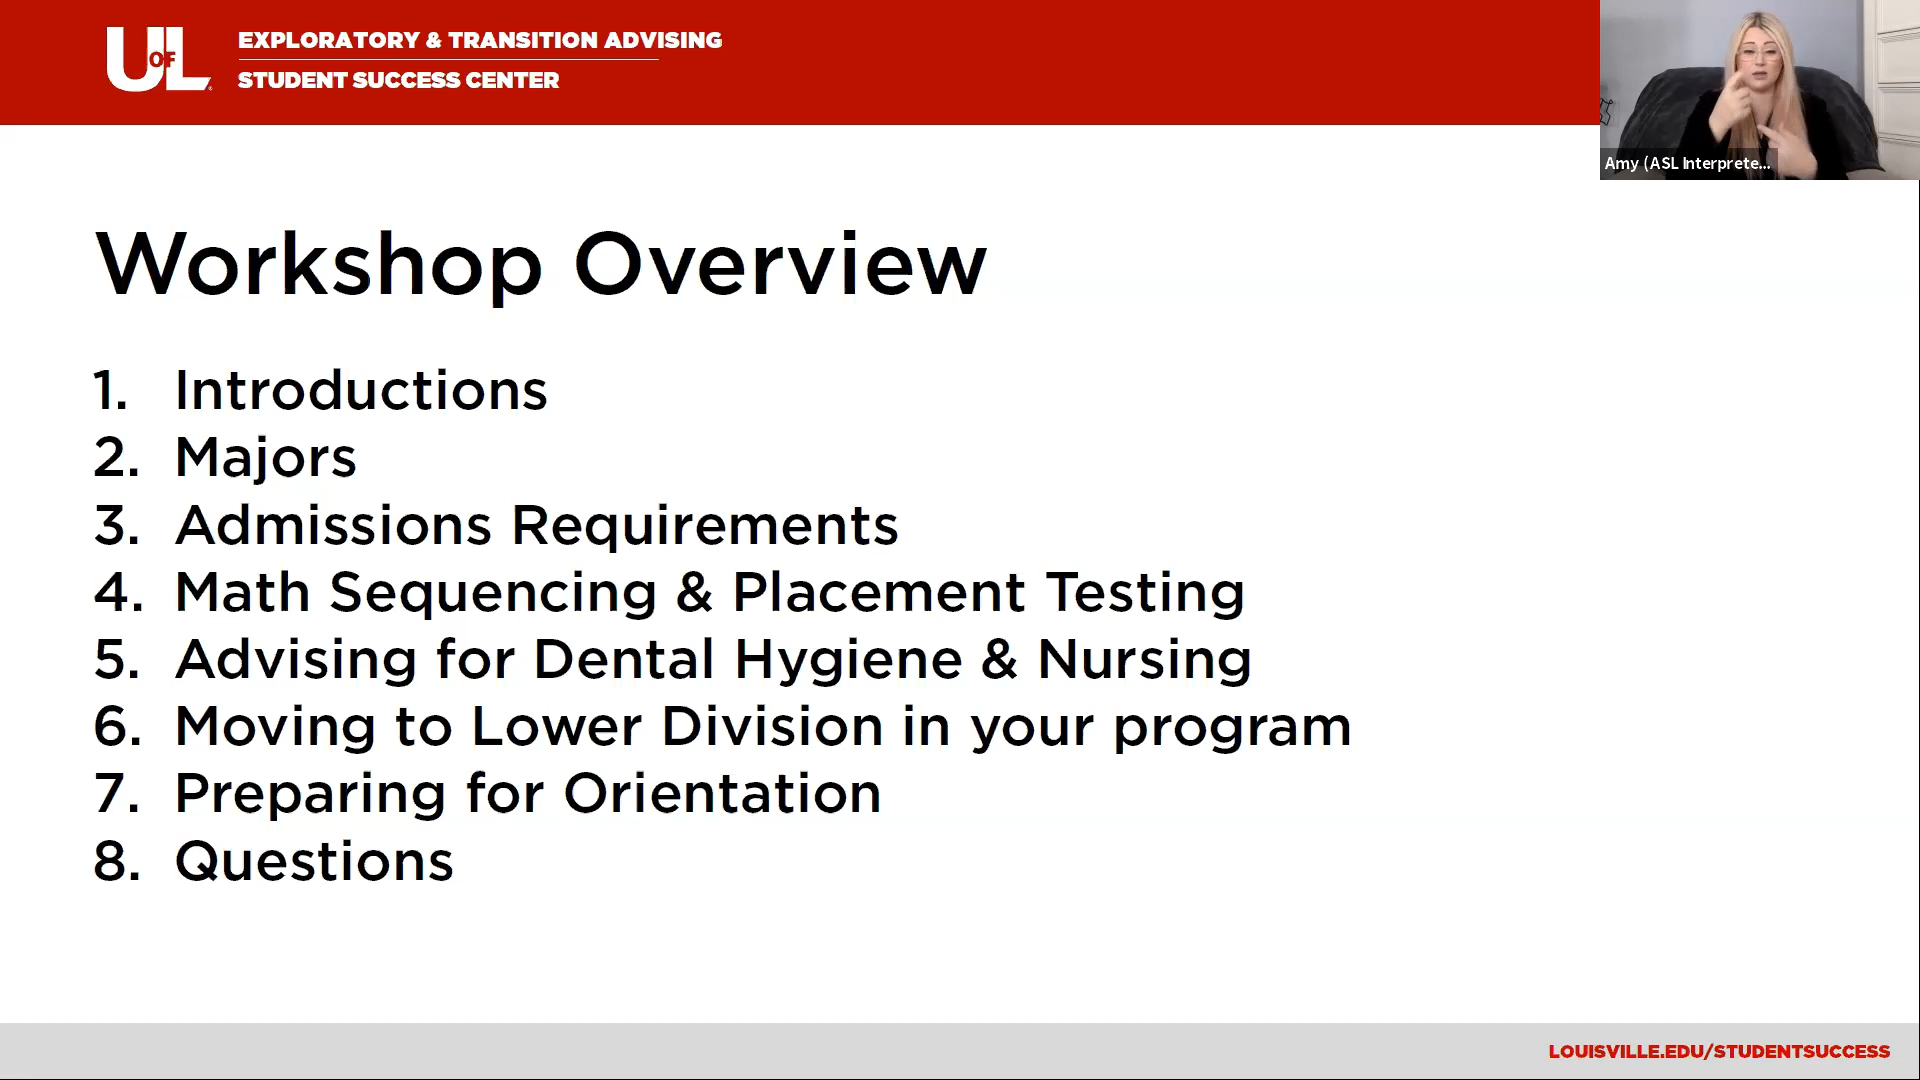 UofL
EXPLORATORY & TRANSITION ADVISING
STUDENT SUCCESS CENTER
Amy (ASL Interprete...
Workshop Overview
1. Introductions
2. Majors
3. Admissions Requirements
4. Math Sequencing & Placement Testing
5. Advising for Dental Hygiene & Nursing
6. Moving to Lower Division in your program
7. Preparing for Orientation
8. Questions
LOUISVILLE.EDU/STUDENTSUCCESS